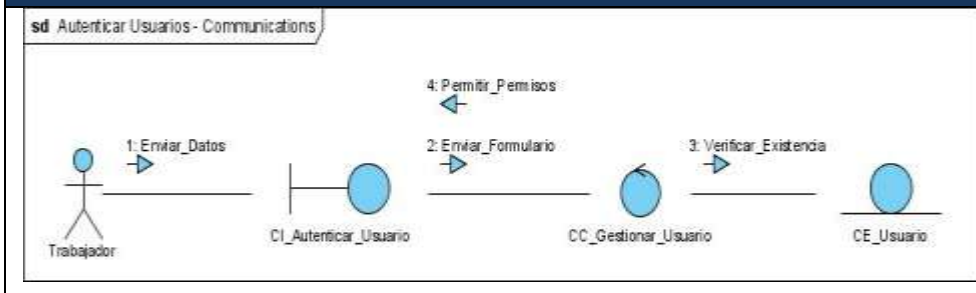 sd Autenticar Usuarios - Communications
4: Permitir_Permisos
1: Enviar_Datos
2: Enviar_Formulario
3: Verificar_Existencia
Trabajador
CI_Autenticar_Usuario
CC_Gestionar_Usuario
CE_Usuario